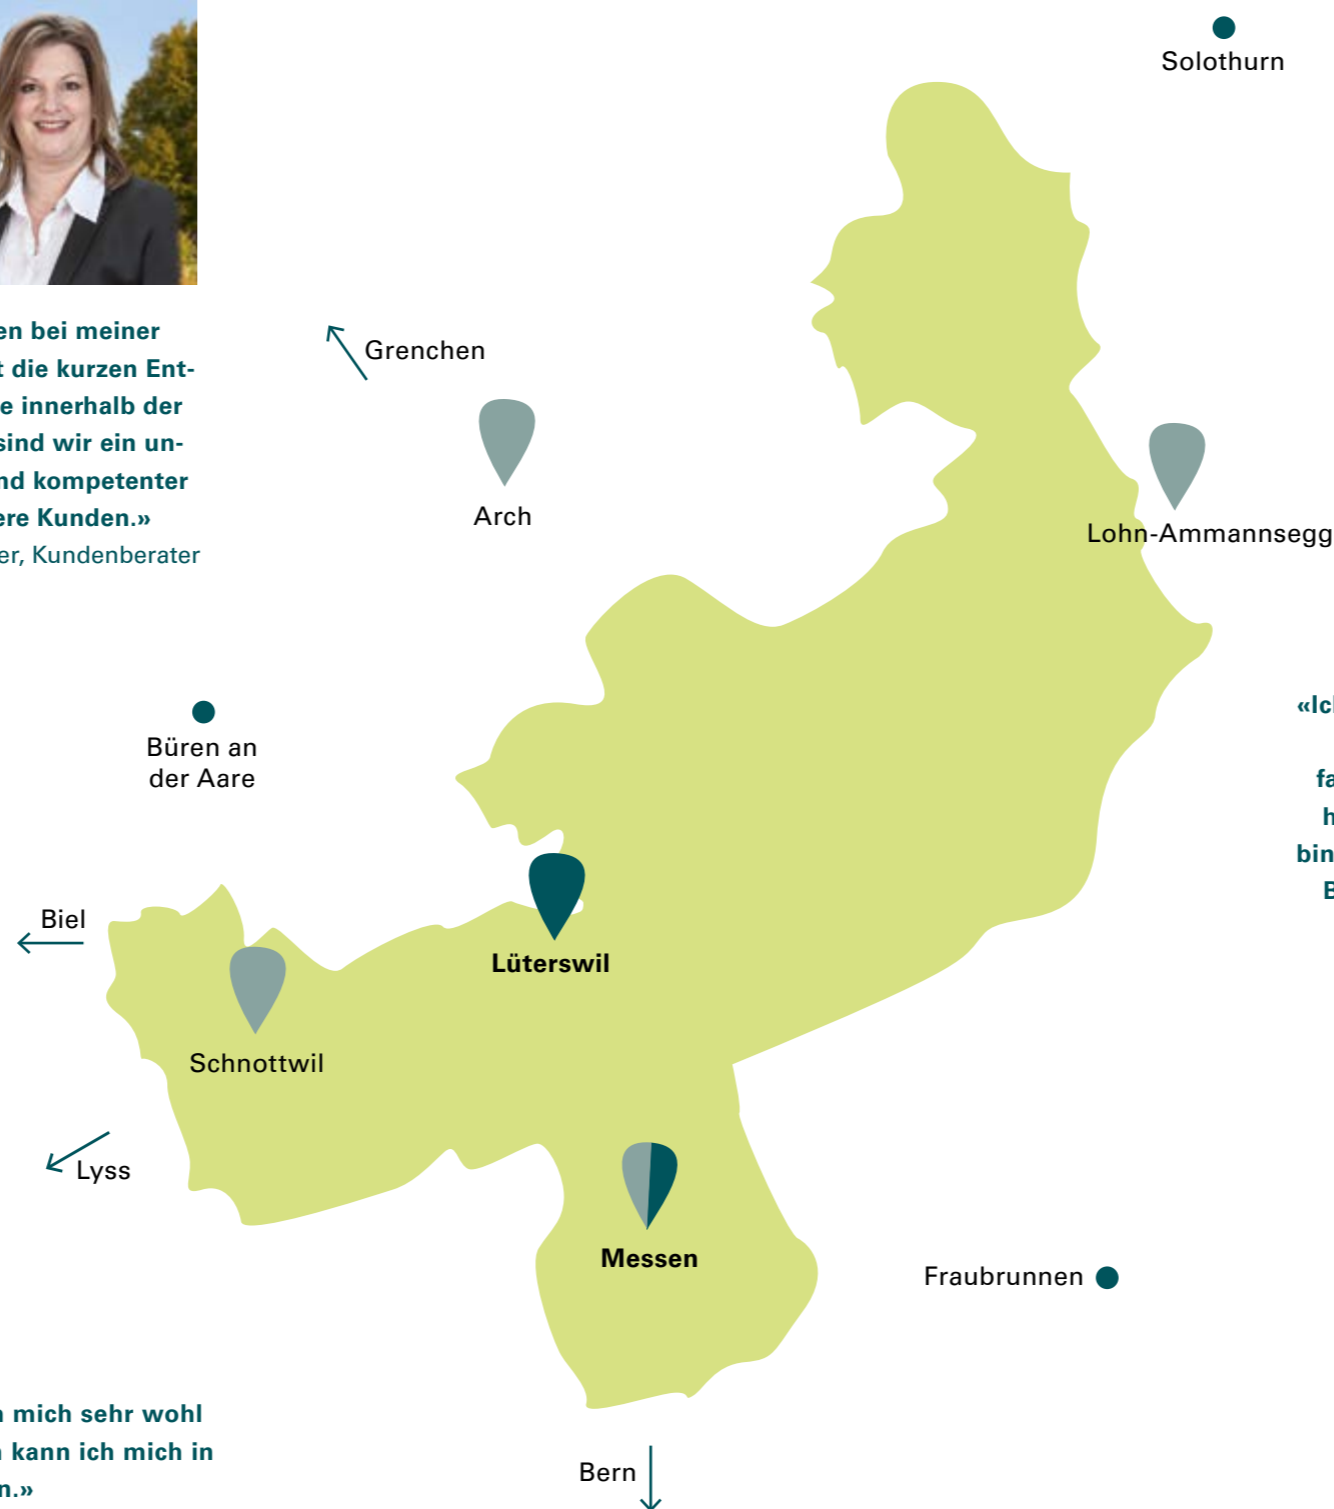 Solothurn
en bei meiner
t die kurzen Ent-
e innerhalb der
sind wir ein un-
nd kompetenter
ere Kunden.»
er, Kundenberater
Grenchen
Arch
Lohn-Ammannsegg
Büren an
der Aare
«Ich
fa
h
bin
B
Biel
Lüterswil
Schnottwil
Lyss
Messen
Fraubrunnen
n mich sehr wohl
kann ich mich in
n.»
Bern